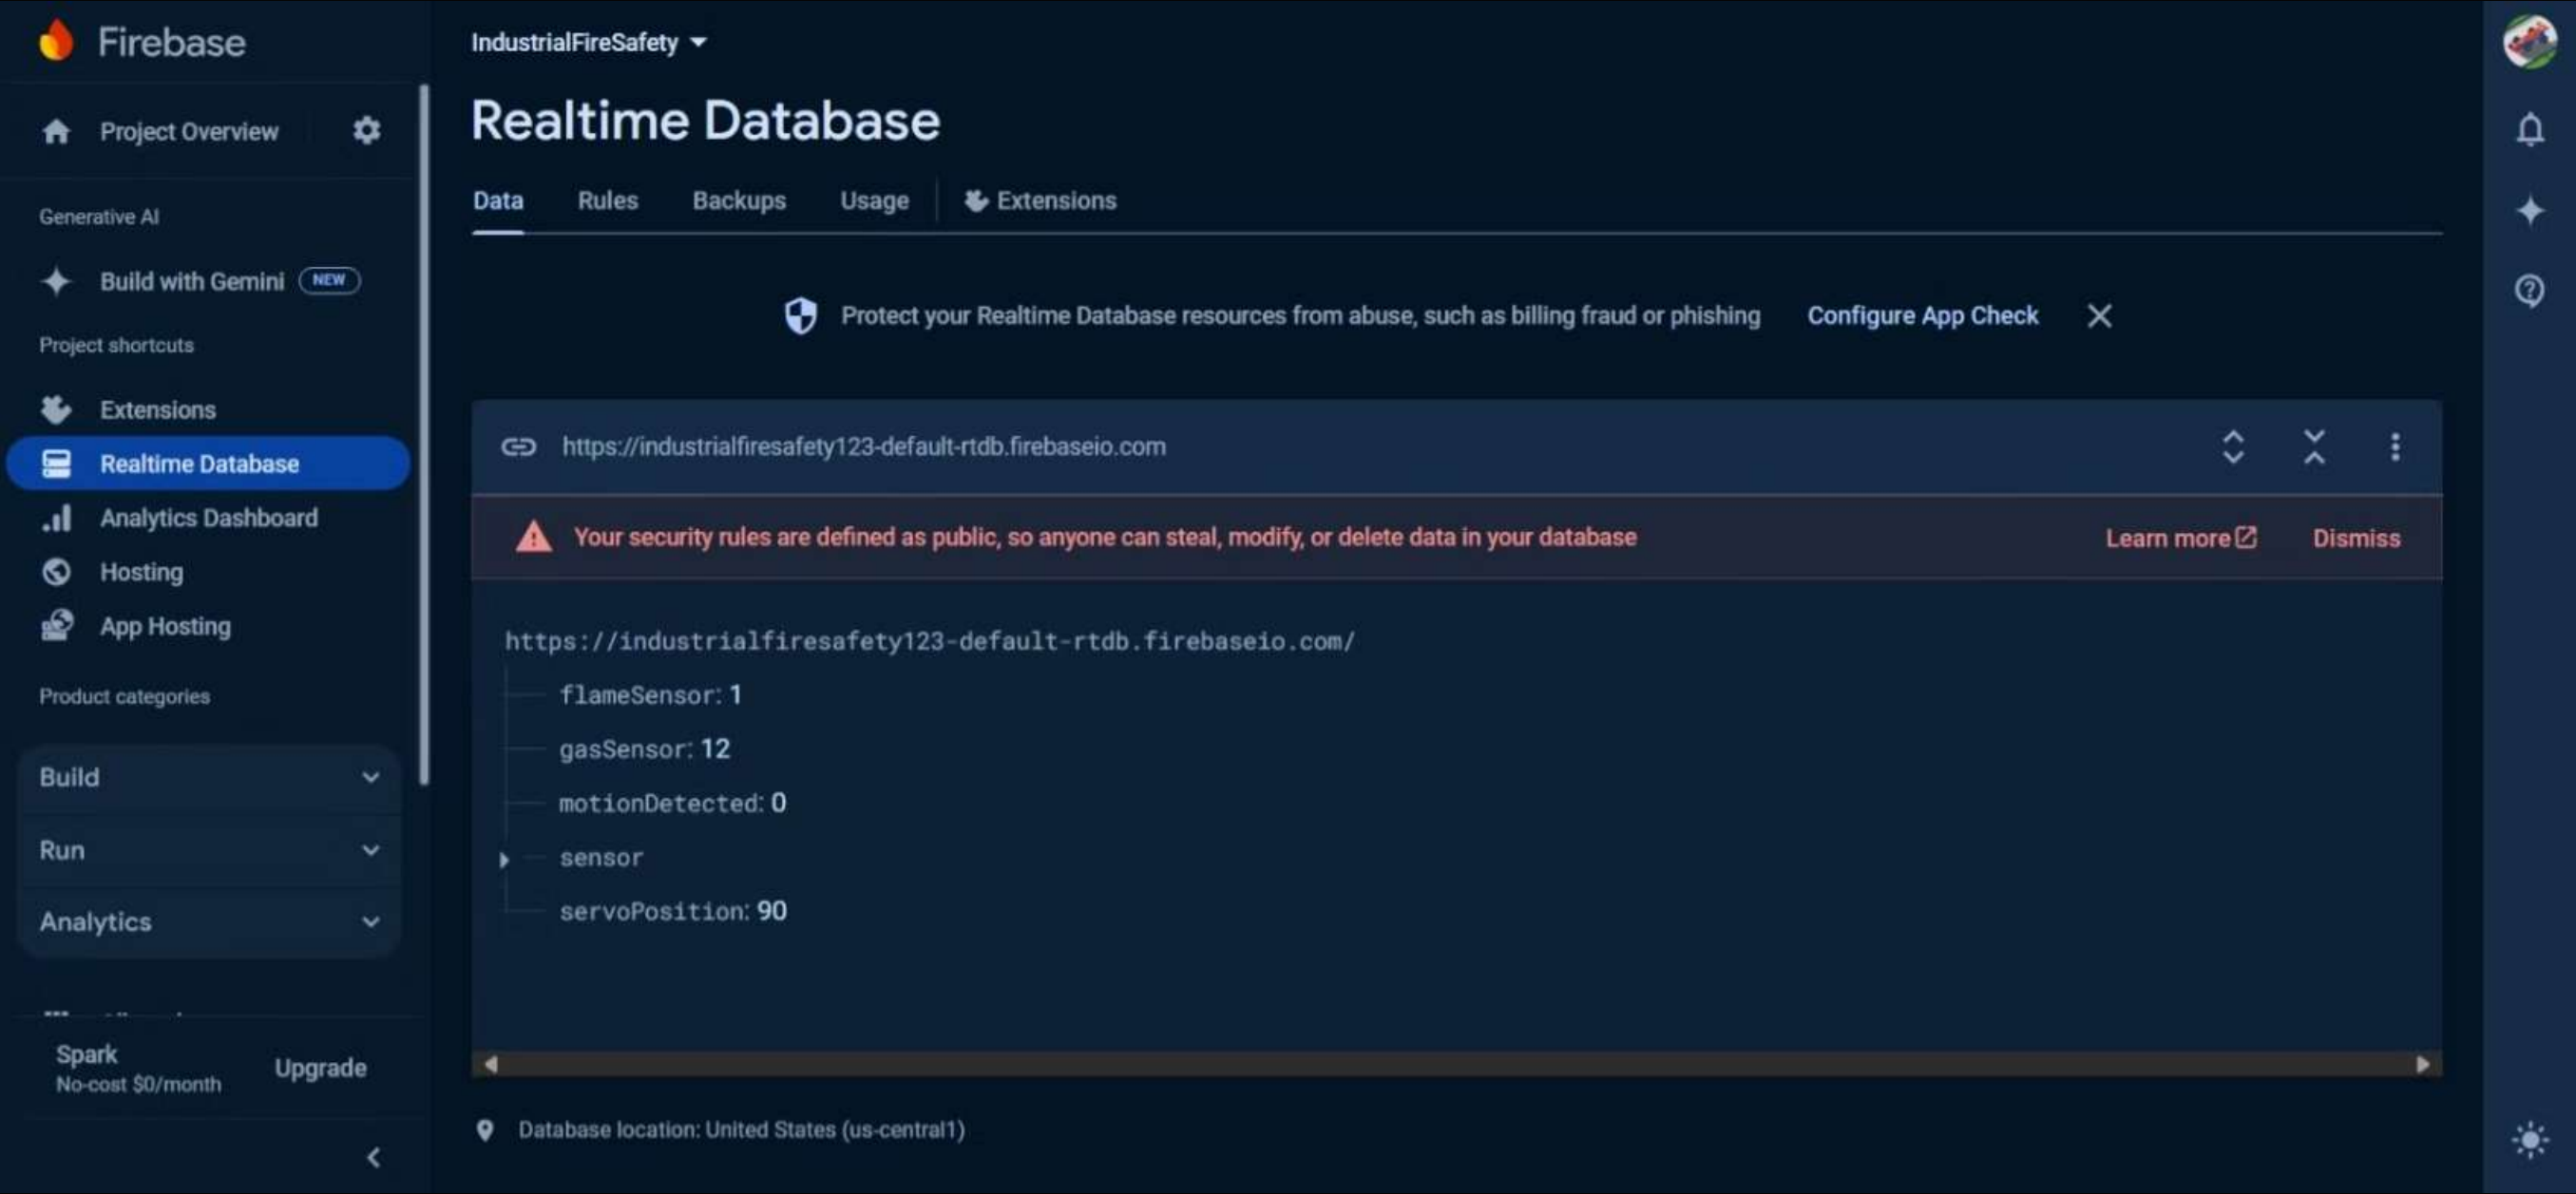 Firebase
Project Overview
Generative AI
Build with Gemini NEW
Project shortcuts
Extensions
Realtime Database
Analytics Dashboard
Hosting
App Hosting
Product categories
Build
Run
Analytics
Spark
No-cost $0/month
Upgrade
IndustrialFireSafety
Realtime Database
Data Rules Backups Usage Extensions
Protect your Realtime Database resources from abuse, such as billing fraud or phishing Configure App Check
https://industrialfiresafety123-default-rtdb.firebaseio.com
Your security rules are defined as public, so anyone can steal, modify, or delete data in your database Learn more Dismiss
https://industrialfiresafety123-default-rtdb.firebaseio.com/
flameSensor: 1
gasSensor: 12
motionDetected: 0
sensor
servoPosition: 90
Database location: United States (us-central1)